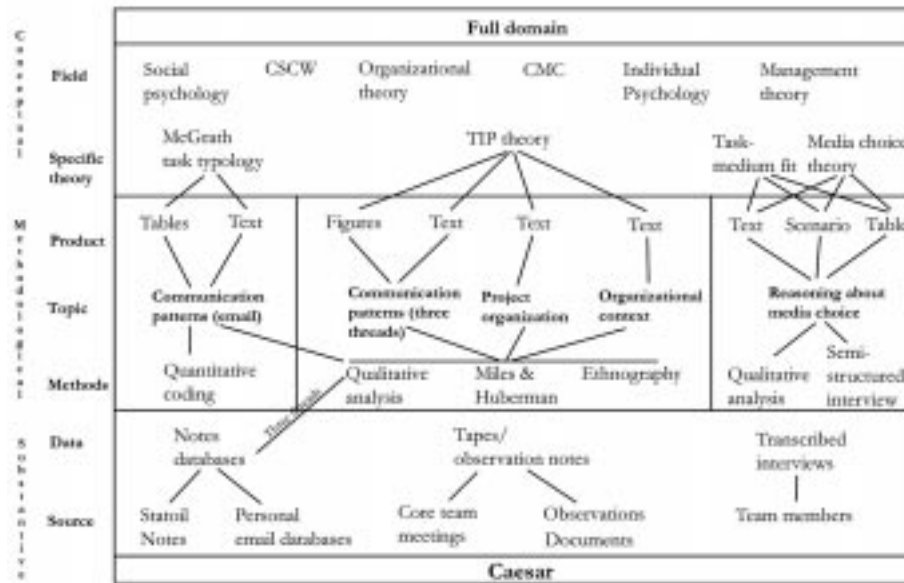 Full domain
Conceptual
Field
Social psychology
CSCW
Organizational theory
CMC
Individual Psychology
Management theory
Specific theory
McGrath task typology
TIP theory
Task-medium fit
Media choice theory
Methodological
Product
Tables
Text
Figures
Text
Text
Text
Text
Scenario
Table
Topic
Communication patterns (email)
Communication patterns (three threads)
Project organization
Organizational context
Reasoning about media choice
Methods
Quantitative coding
Qualitative analysis
Miles & Huberman
Ethnography
Qualitative analysis
Semi-structured interview
Substantive
Data
Notes databases
Tapes/ observation notes
Transcribed interviews
Source
Statoil Notes
Personal email databases
Core team meetings
Observations Documents
Team members
Caesar